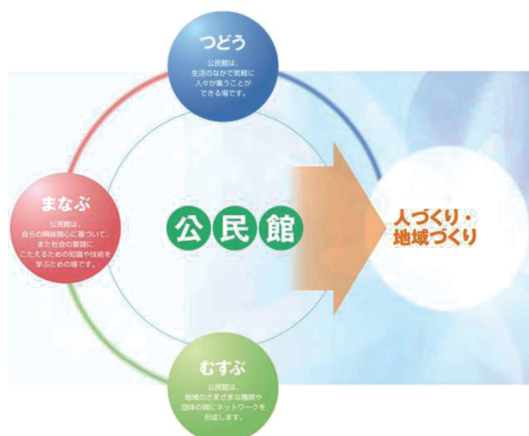 つどう
公民館は、
生活のなかで気軽に
人々が集うことが
できる場です。
まなぶ
公民館は、
自らの興味関心に基づいて、
また社会の要請に
こたえるための知識や技術を
学ぶための場です。
公民館
人づくり・
地域づくり
むすぶ
公民館は、
地域のさまざまな機関や
団体の間にネットワークを
形成します。